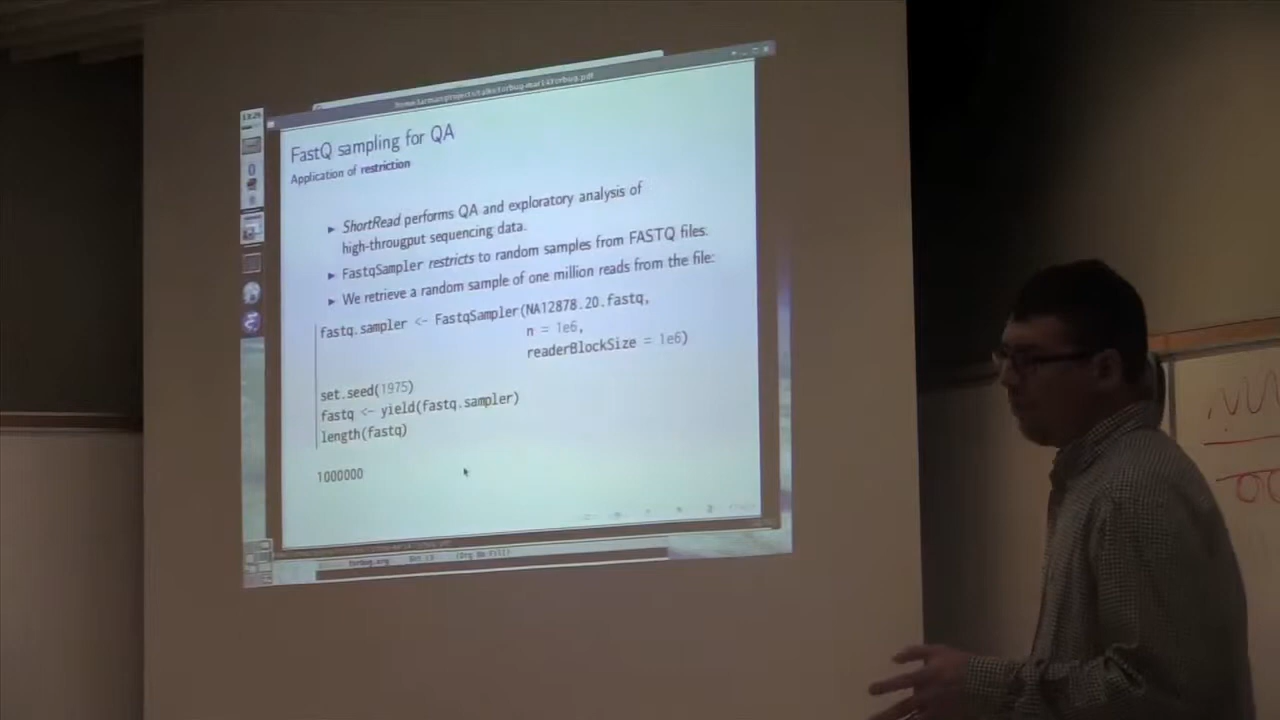 13:26
FastQ sampling for QA
Application of restriction
► ShortRead performs QA and exploratory analysis of
high-througput sequencing data.
► FastqSampler restricts to random samples from FASTQ files.
► We retrieve a random sample of one million reads from the file:
fastq.sampler <- FastqSampler(NA12878.20.fastq,
n = 1e6,
readerBlockSize = 1e6)
set.seed(1975)
fastq <- yield(fastq.sampler)
length(fastq)
1000000